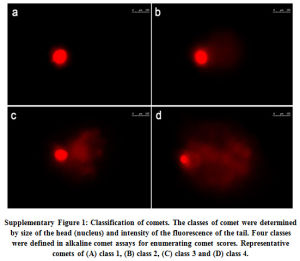 a
b
c
d
Supplementary Figure 1: Classification of comets. The classes of comet were determined
by size of the head (nucleus) and intensity of the fluorescence of the tail. Four classes
were defined in alkaline comet assays for enumerating comet scores. Representative
comets of (A) class 1, (B) class 2, (C) class 3 and (D) class 4.